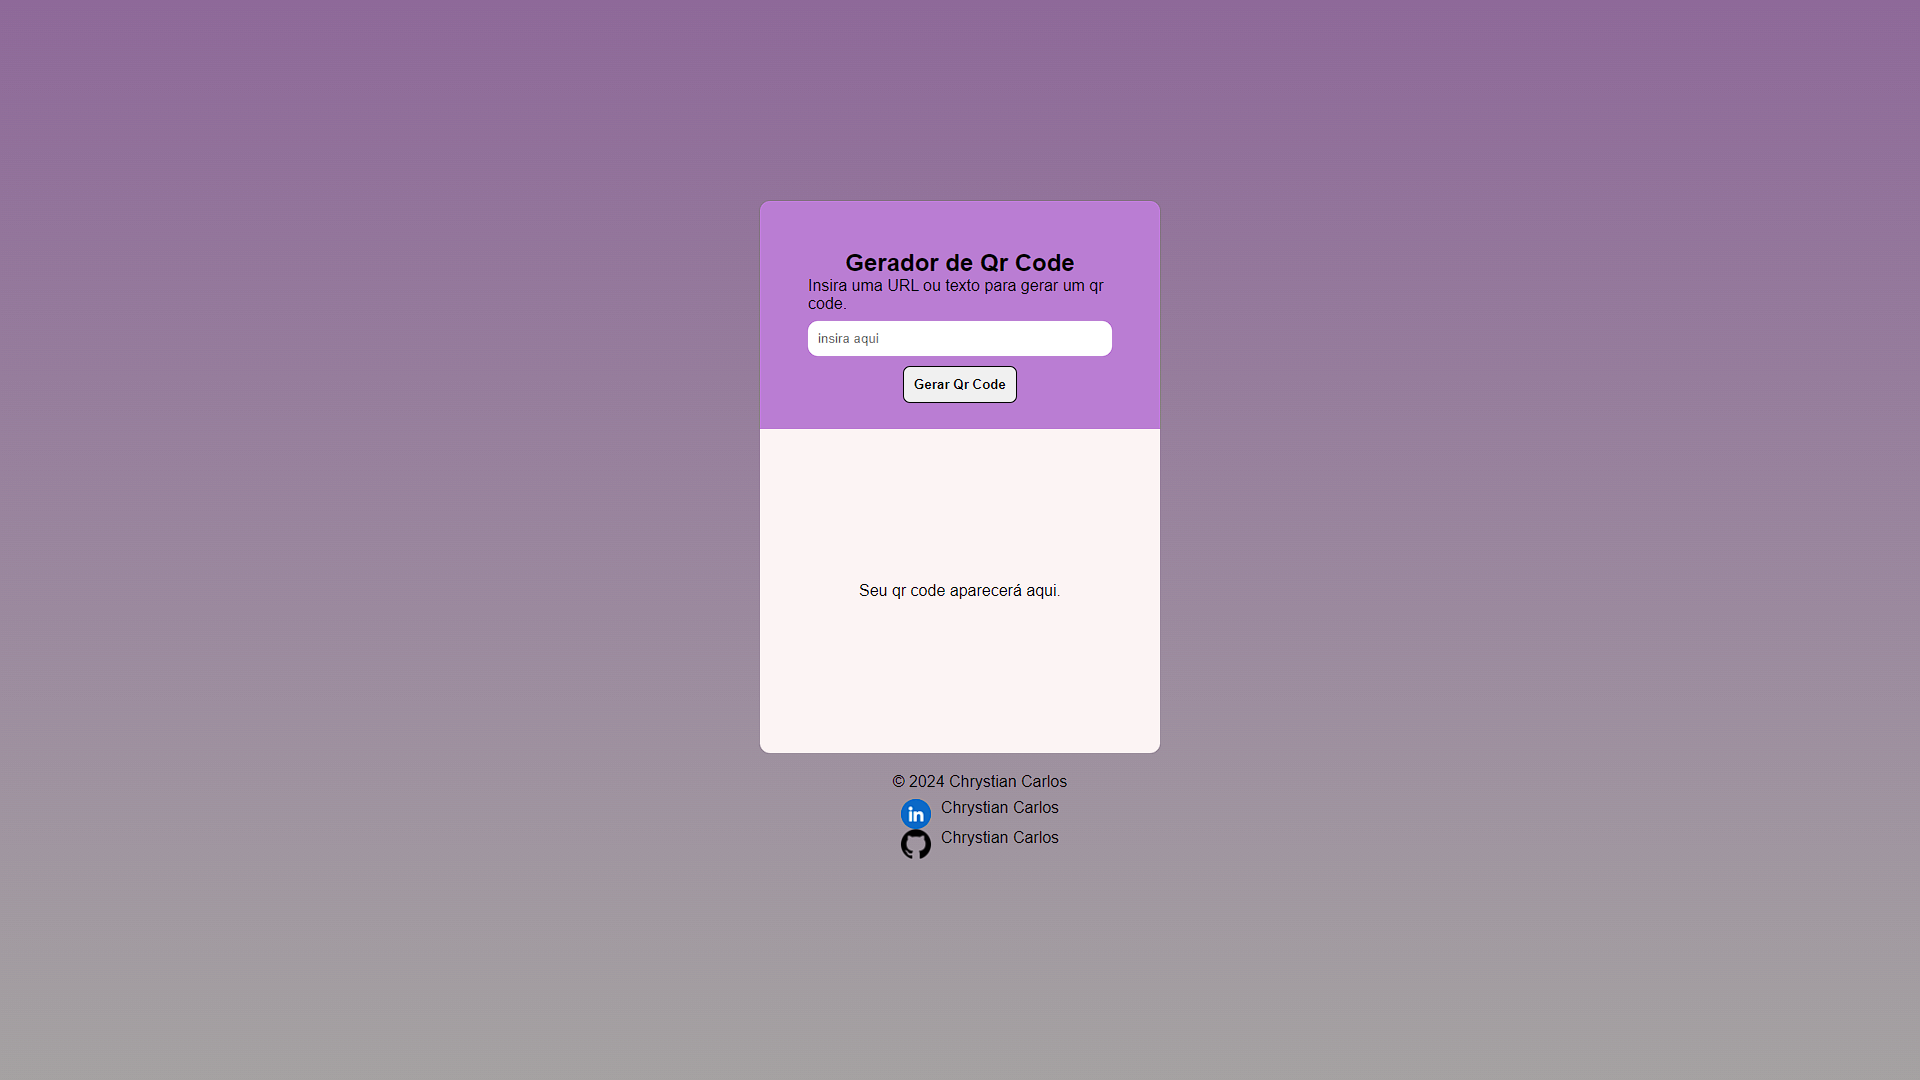 Gerador de Qr Code
Insira uma URL ou texto para gerar um qr
code.
insira aqui
Gerar Qr Code
Seu qr code aparecerá aqui.
© 2024 Chrystian Carlos
in Chrystian Carlos
Chrystian Carlos